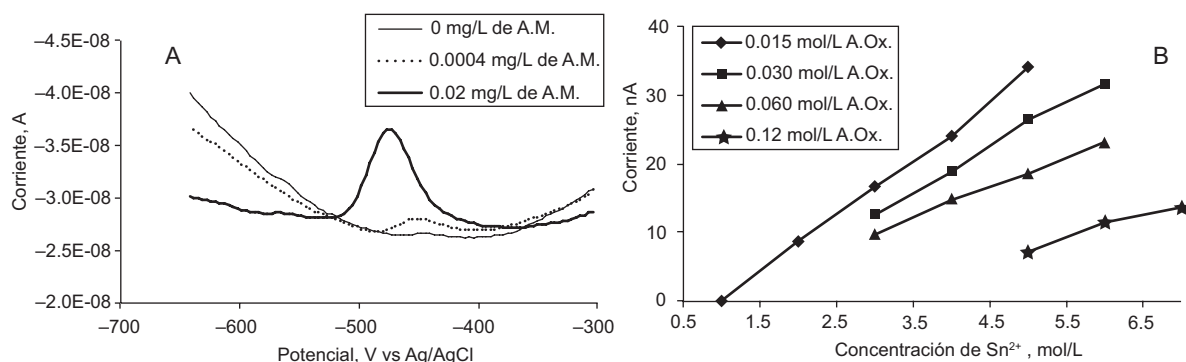 A
–4.5E-08
–4.0E-08
–3.5E-08
–3.0E-08
–2.5E-08
–2.0E-08
Corriente, A
–700
–600
–500
–400
–300
Potencial, V vs Ag/AgCl
0 mg/L de A.M.
0.0004 mg/L de A.M.
0.02 mg/L de A.M.
B
40
30
20
10
0
Corriente, nA
0.5
1.5
2.5
3.5
4.5
5.5
6.5
Concentración de Sn²⁺ , mol/L
0.015 mol/L A.Ox.
0.030 mol/L A.Ox.
0.060 mol/L A.Ox.
0.12 mol/L A.Ox.